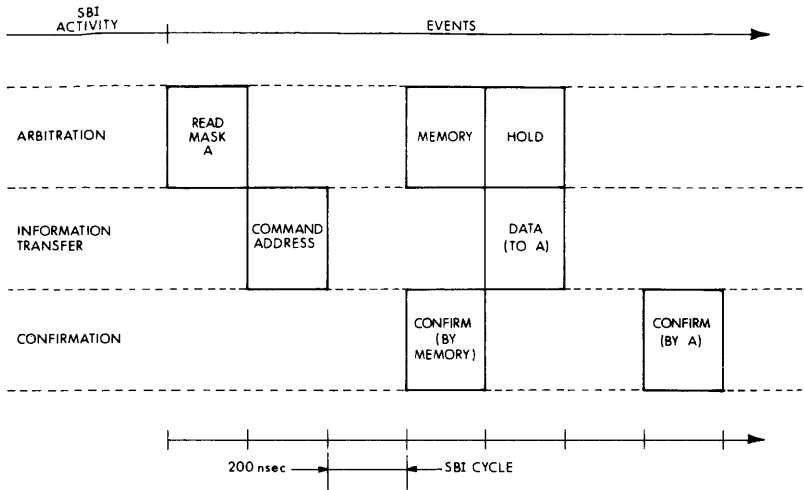 SBI
ACTIVITY
EVENTS
ARBITRATION
READ
MASK
A
MEMORY
HOLD
INFORMATION
TRANSFER
COMMAND
ADDRESS
DATA
(TO A)
CONFIRMATION
CONFIRM
(BY
MEMORY)
CONFIRM
(BY A)
200 nsec
SBI CYCLE